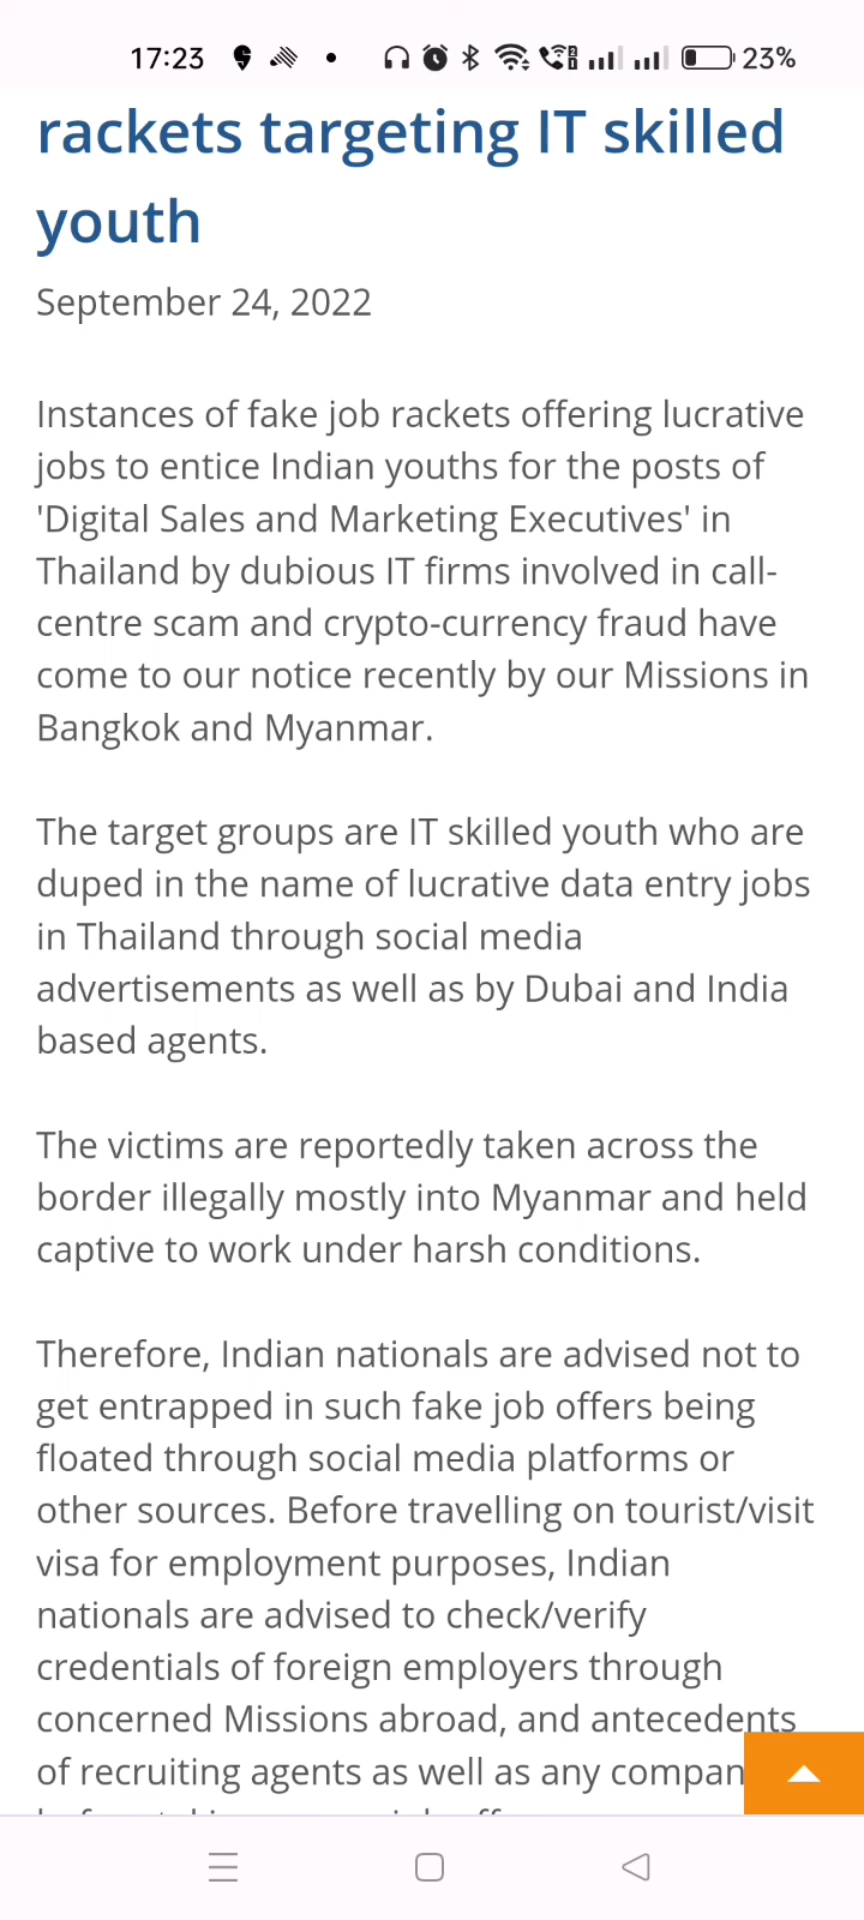 17:23
23%
rackets targeting IT skilled
youth
September 24, 2022
Instances of fake job rackets offering lucrative
jobs to entice Indian youths for the posts of
'Digital Sales and Marketing Executives' in
Thailand by dubious IT firms involved in call-
centre scam and crypto-currency fraud have
come to our notice recently by our Missions in
Bangkok and Myanmar.
The target groups are IT skilled youth who are
duped in the name of lucrative data entry jobs
in Thailand through social media
advertisements as well as by Dubai and India
based agents.
The victims are reportedly taken across the
border illegally mostly into Myanmar and held
captive to work under harsh conditions.
Therefore, Indian nationals are advised not to
get entrapped in such fake job offers being
floated through social media platforms or
other sources. Before travelling on tourist/visit
visa for employment purposes, Indian
nationals are advised to check/verify
credentials of foreign employers through
concerned Missions abroad, and antecedents
of recruiting agents as well as any compan